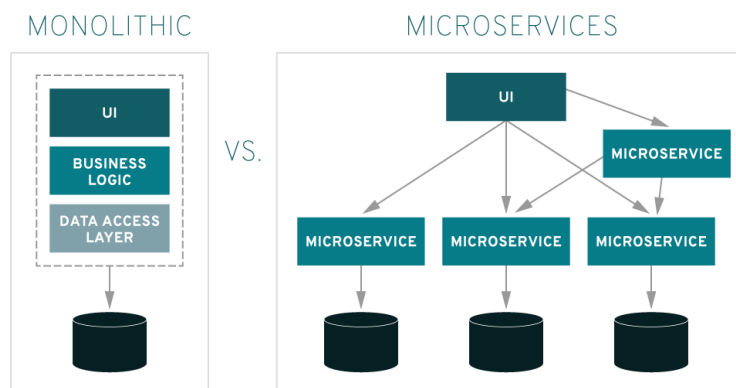 MONOLITHIC
UI
BUSINESS
LOGIC
DATA ACCESS
LAYER
VS.
MICROSERVICES
UI
MICROSERVICE
MICROSERVICE
MICROSERVICE
MICROSERVICE